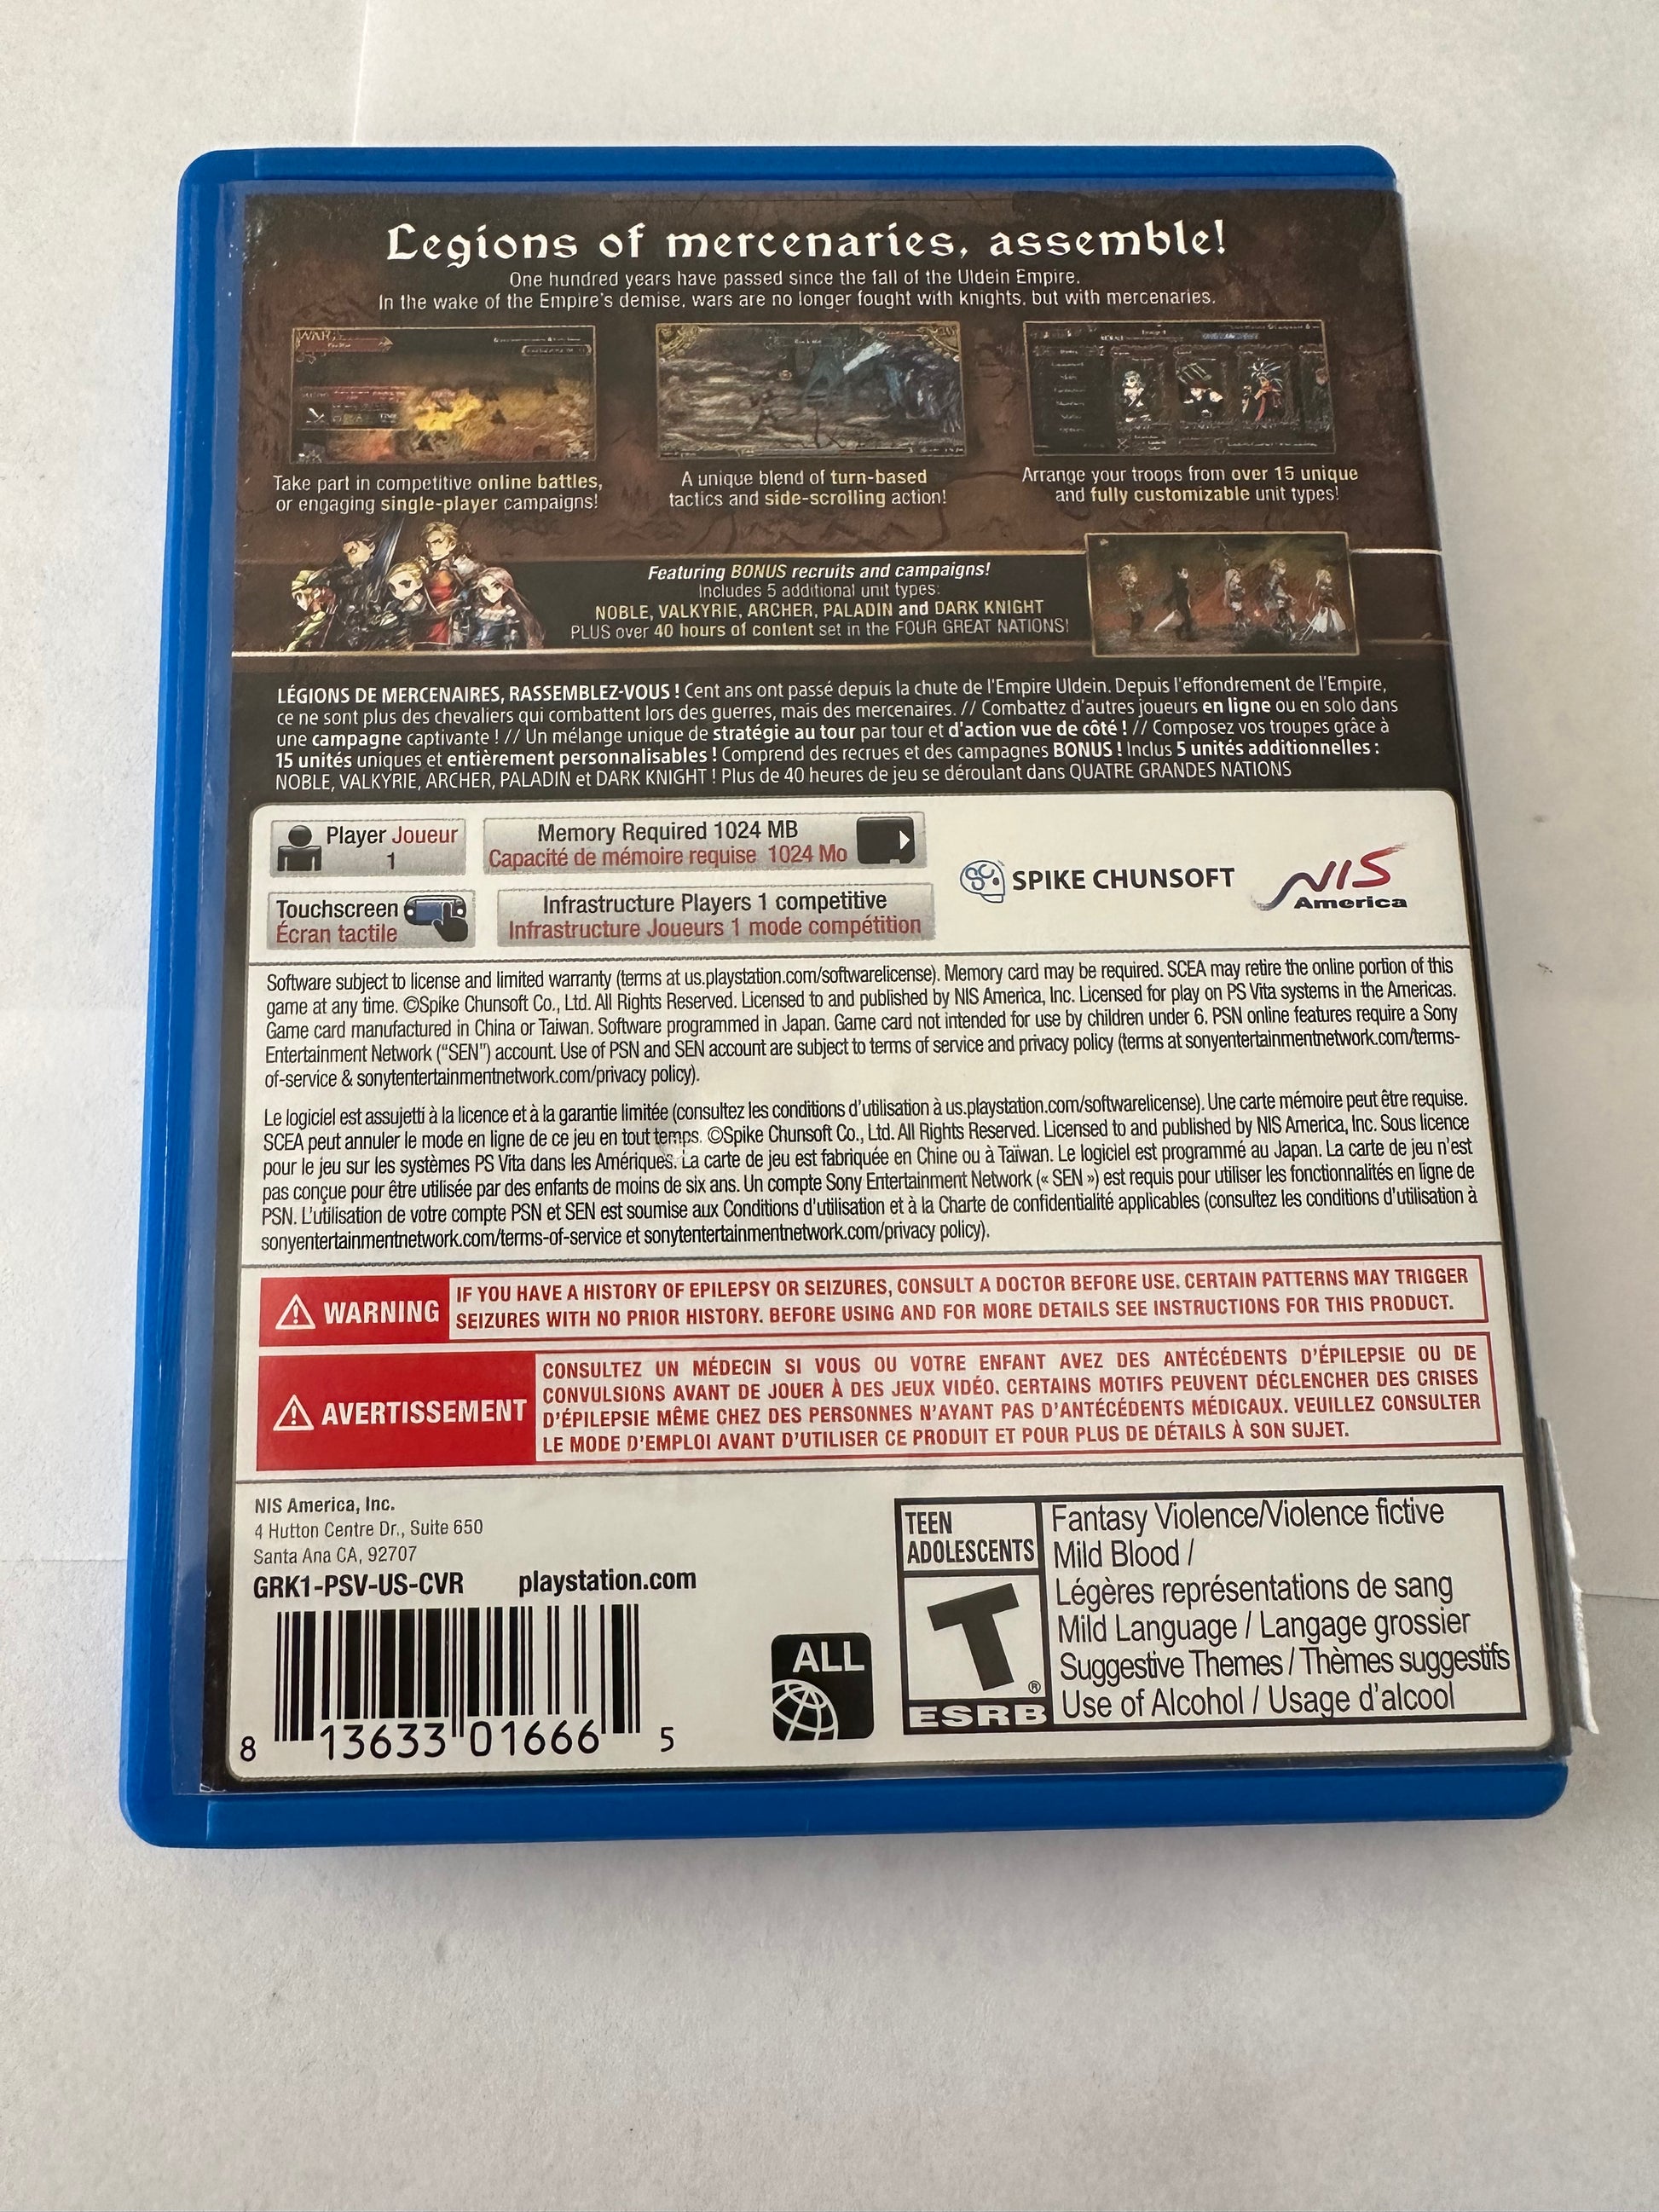 Legions of mercenaries, assemble!
One hundred years have passed since the fall of the Uldein Empire.
In the wake of the Empire's demise, wars are no longer fought with knights, but with mercenaries.
WAR
Take part in competitive online battles,
or engaging single-player campaigns!
A unique blend of turn-based
tactics and side-scrolling action!
Arrange your troops from over 15 unique
and fully customizable unit types!
Featuring BONUS recruits and campaigns!
Includes 5 additional unit types:
NOBLE, VALKYRIE, ARCHER, PALADIN and DARK KNIGHT
PLUS over 40 hours of content set in the FOUR GREAT NATIONS!
LÉGIONS DE MERCENAIRES, RASSEMBLEZ-VOUS ! Cent ans ont passé depuis la chute de l'Empire Uldein. Depuis l'effondrement de l'Empire,
ce ne sont plus des chevaliers qui combattent lors des guerres, mais des mercenaires. // Combattez d'autres joueurs en ligne ou en solo dans
une campagne captivante ! // Un mélange unique de stratégie au tour par tour et d'action vue de côté ! // Composez vos troupes grâce à
15 unités uniques et entièrement personnalisables ! Comprend des recrues et des campagnes BONUS ! Inclus 5 unités additionnelles :
NOBLE, VALKYRIE, ARCHER, PALADIN et DARK KNIGHT ! Plus de 40 heures de jeu se déroulant dans QUATRE GRANDES NATIONS
Player Joueur
1
Memory Required 1024 MB
Capacité de mémoire requise 1024 Mo
Touchscreen
Écran tactile
Infrastructure Players 1 competitive
Infrastructure Joueurs 1 mode compétition
SPIKE CHUNSOFT
NIS
America
Software subject to license and limited warranty (terms at us.playstation.com/softwarelicense). Memory card may be required. SCEA may retire the online portion of this
game at any time. ©Spike Chunsoft Co., Ltd. All Rights Reserved. Licensed to and published by NIS America, Inc. Licensed for play on PS Vita systems in the Americas.
Game card manufactured in China or Taiwan. Software programmed in Japan. Game card not intended for use by children under 6. PSN online features require a Sony
Entertainment Network ("SEN") account. Use of PSN and SEN account are subject to terms of service and privacy policy (terms at sonyentertainmentnetwork.com/terms-
of-service & sonytentertainmentnetwork.com/privacy policy).
Le logiciel est assujetti à la licence et à la garantie limitée (consultez les conditions d'utilisation à us.playstation.com/softwarelicense). Une carte mémoire peut être requise.
SCEA peut annuler le mode en ligne de ce jeu en tout temps. ©Spike Chunsoft Co., Ltd. All Rights Reserved. Licensed to and published by NIS America, Inc. Sous licence
pour le jeu sur les systèmes PS Vita dans les Amériques. La carte de jeu est fabriquée en Chine ou à Taïwan. Le logiciel est programmé au Japan. La carte de jeu n'est
pas conçue pour être utilisée par des enfants de moins de six ans. Un compte Sony Entertainment Network (« SEN ») est requis pour utiliser les fonctionnalités en ligne de
PSN. L'utilisation de votre compte PSN et SEN est soumise aux Conditions d'utilisation et à la Charte de confidentialité applicables (consultez les conditions d'utilisation à
sonyentertainmentnetwork.com/terms-of-service et sonytentertainmentnetwork.com/privacy policy).
WARNING
IF YOU HAVE A HISTORY OF EPILEPSY OR SEIZURES, CONSULT A DOCTOR BEFORE USE. CERTAIN PATTERNS MAY TRIGGER
SEIZURES WITH NO PRIOR HISTORY. BEFORE USING AND FOR MORE DETAILS SEE INSTRUCTIONS FOR THIS PRODUCT.
AVERTISSEMENT
CONSULTEZ UN MÉDECIN SI VOUS OU VOTRE ENFANT AVEZ DES ANTÉCÉDENTS D'ÉPILEPSIE OU DE
CONVULSIONS AVANT DE JOUER À DES JEUX VIDÉO. CERTAINS MOTIFS PEUVENT DÉCLENCHER DES CRISES
D'ÉPILEPSIE MÊME CHEZ DES PERSONNES N'AYANT PAS D'ANTÉCÉDENTS MÉDICAUX. VEUILLEZ CONSULTER
LE MODE D'EMPLOI AVANT D'UTILISER CE PRODUIT ET POUR PLUS DE DÉTAILS À SON SUJET.
NIS America, Inc.
4 Hutton Centre Dr., Suite 650
Santa Ana CA, 92707
GRK1-PSV-US-CVR playstation.com
8 13633 01666 5
ALL
TEEN
ADOLESCENTS
T
®
ESRB
Fantasy Violence/Violence fictive
Mild Blood /
Légères représentations de sang
Mild Language / Langage grossier
Suggestive Themes / Thèmes suggestifs
Use of Alcohol / Usage d'alcool